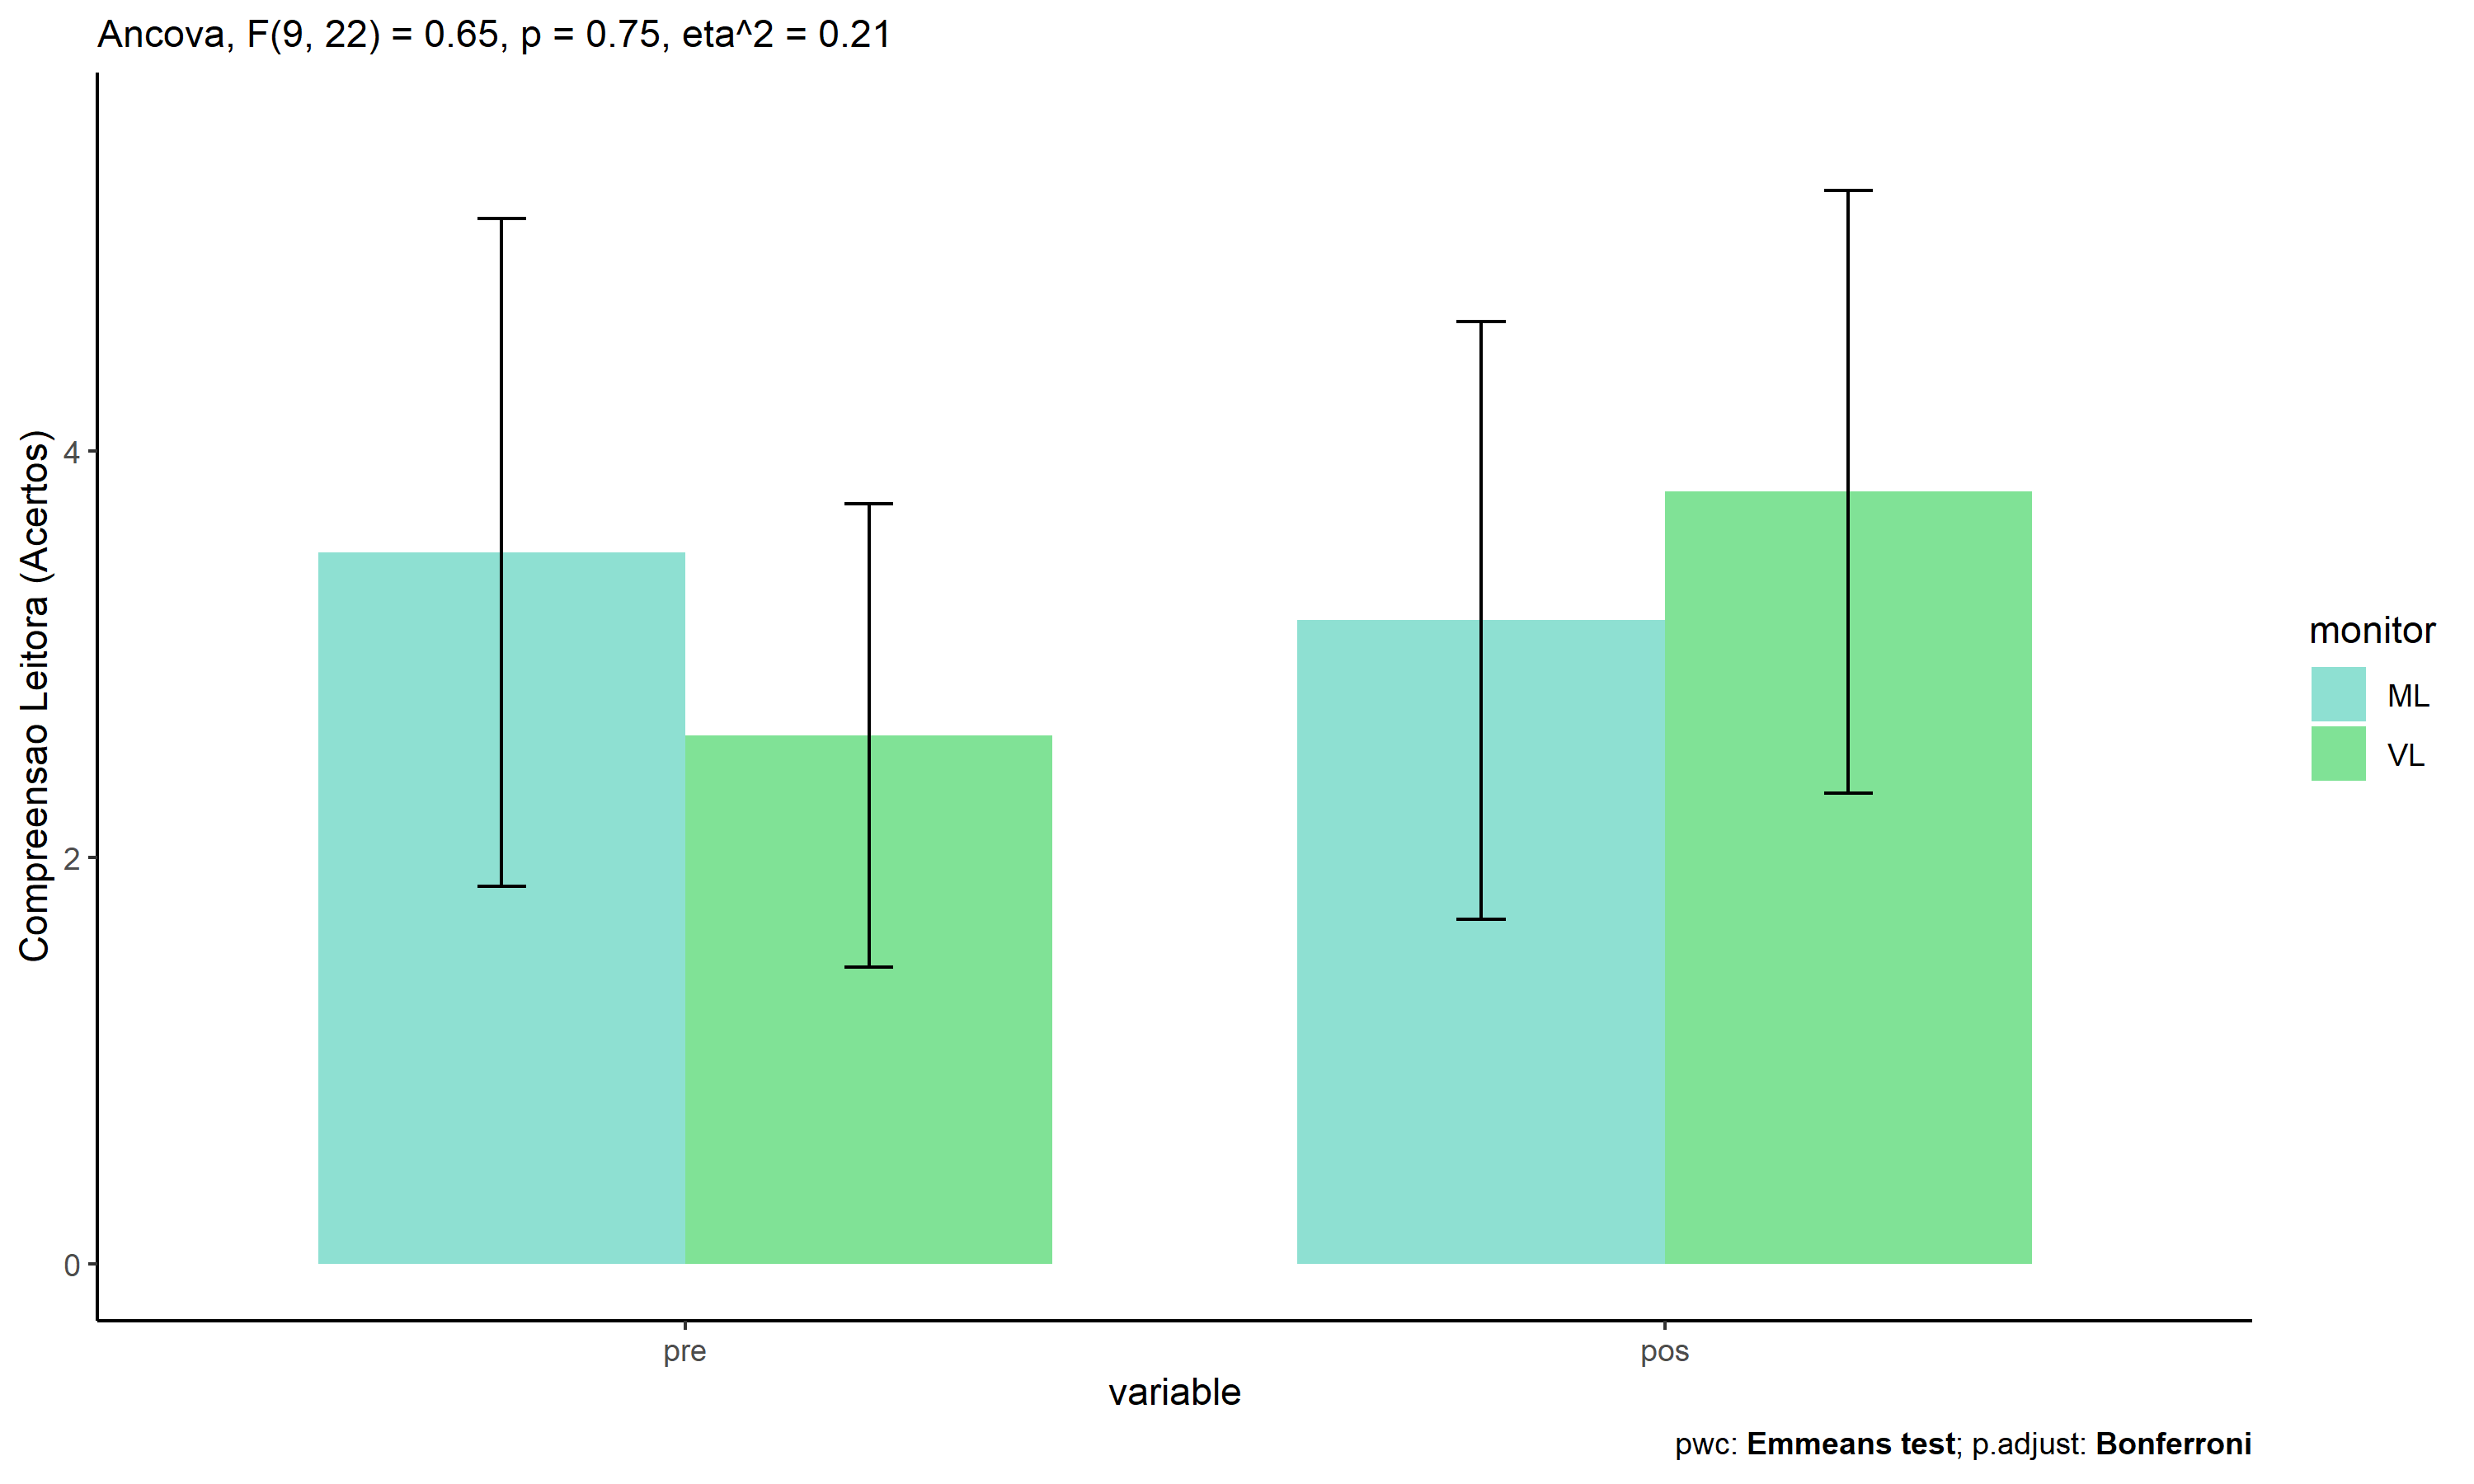 Ancova, F(9, 22) = 0.65, p = 0.75, eta^2 = 0.21
Compreensao Leitora (Acertos)
4
2
0
pre
pos
variable
monitor
ML
VL
pwc: Emmeans test; p.adjust: Bonferroni